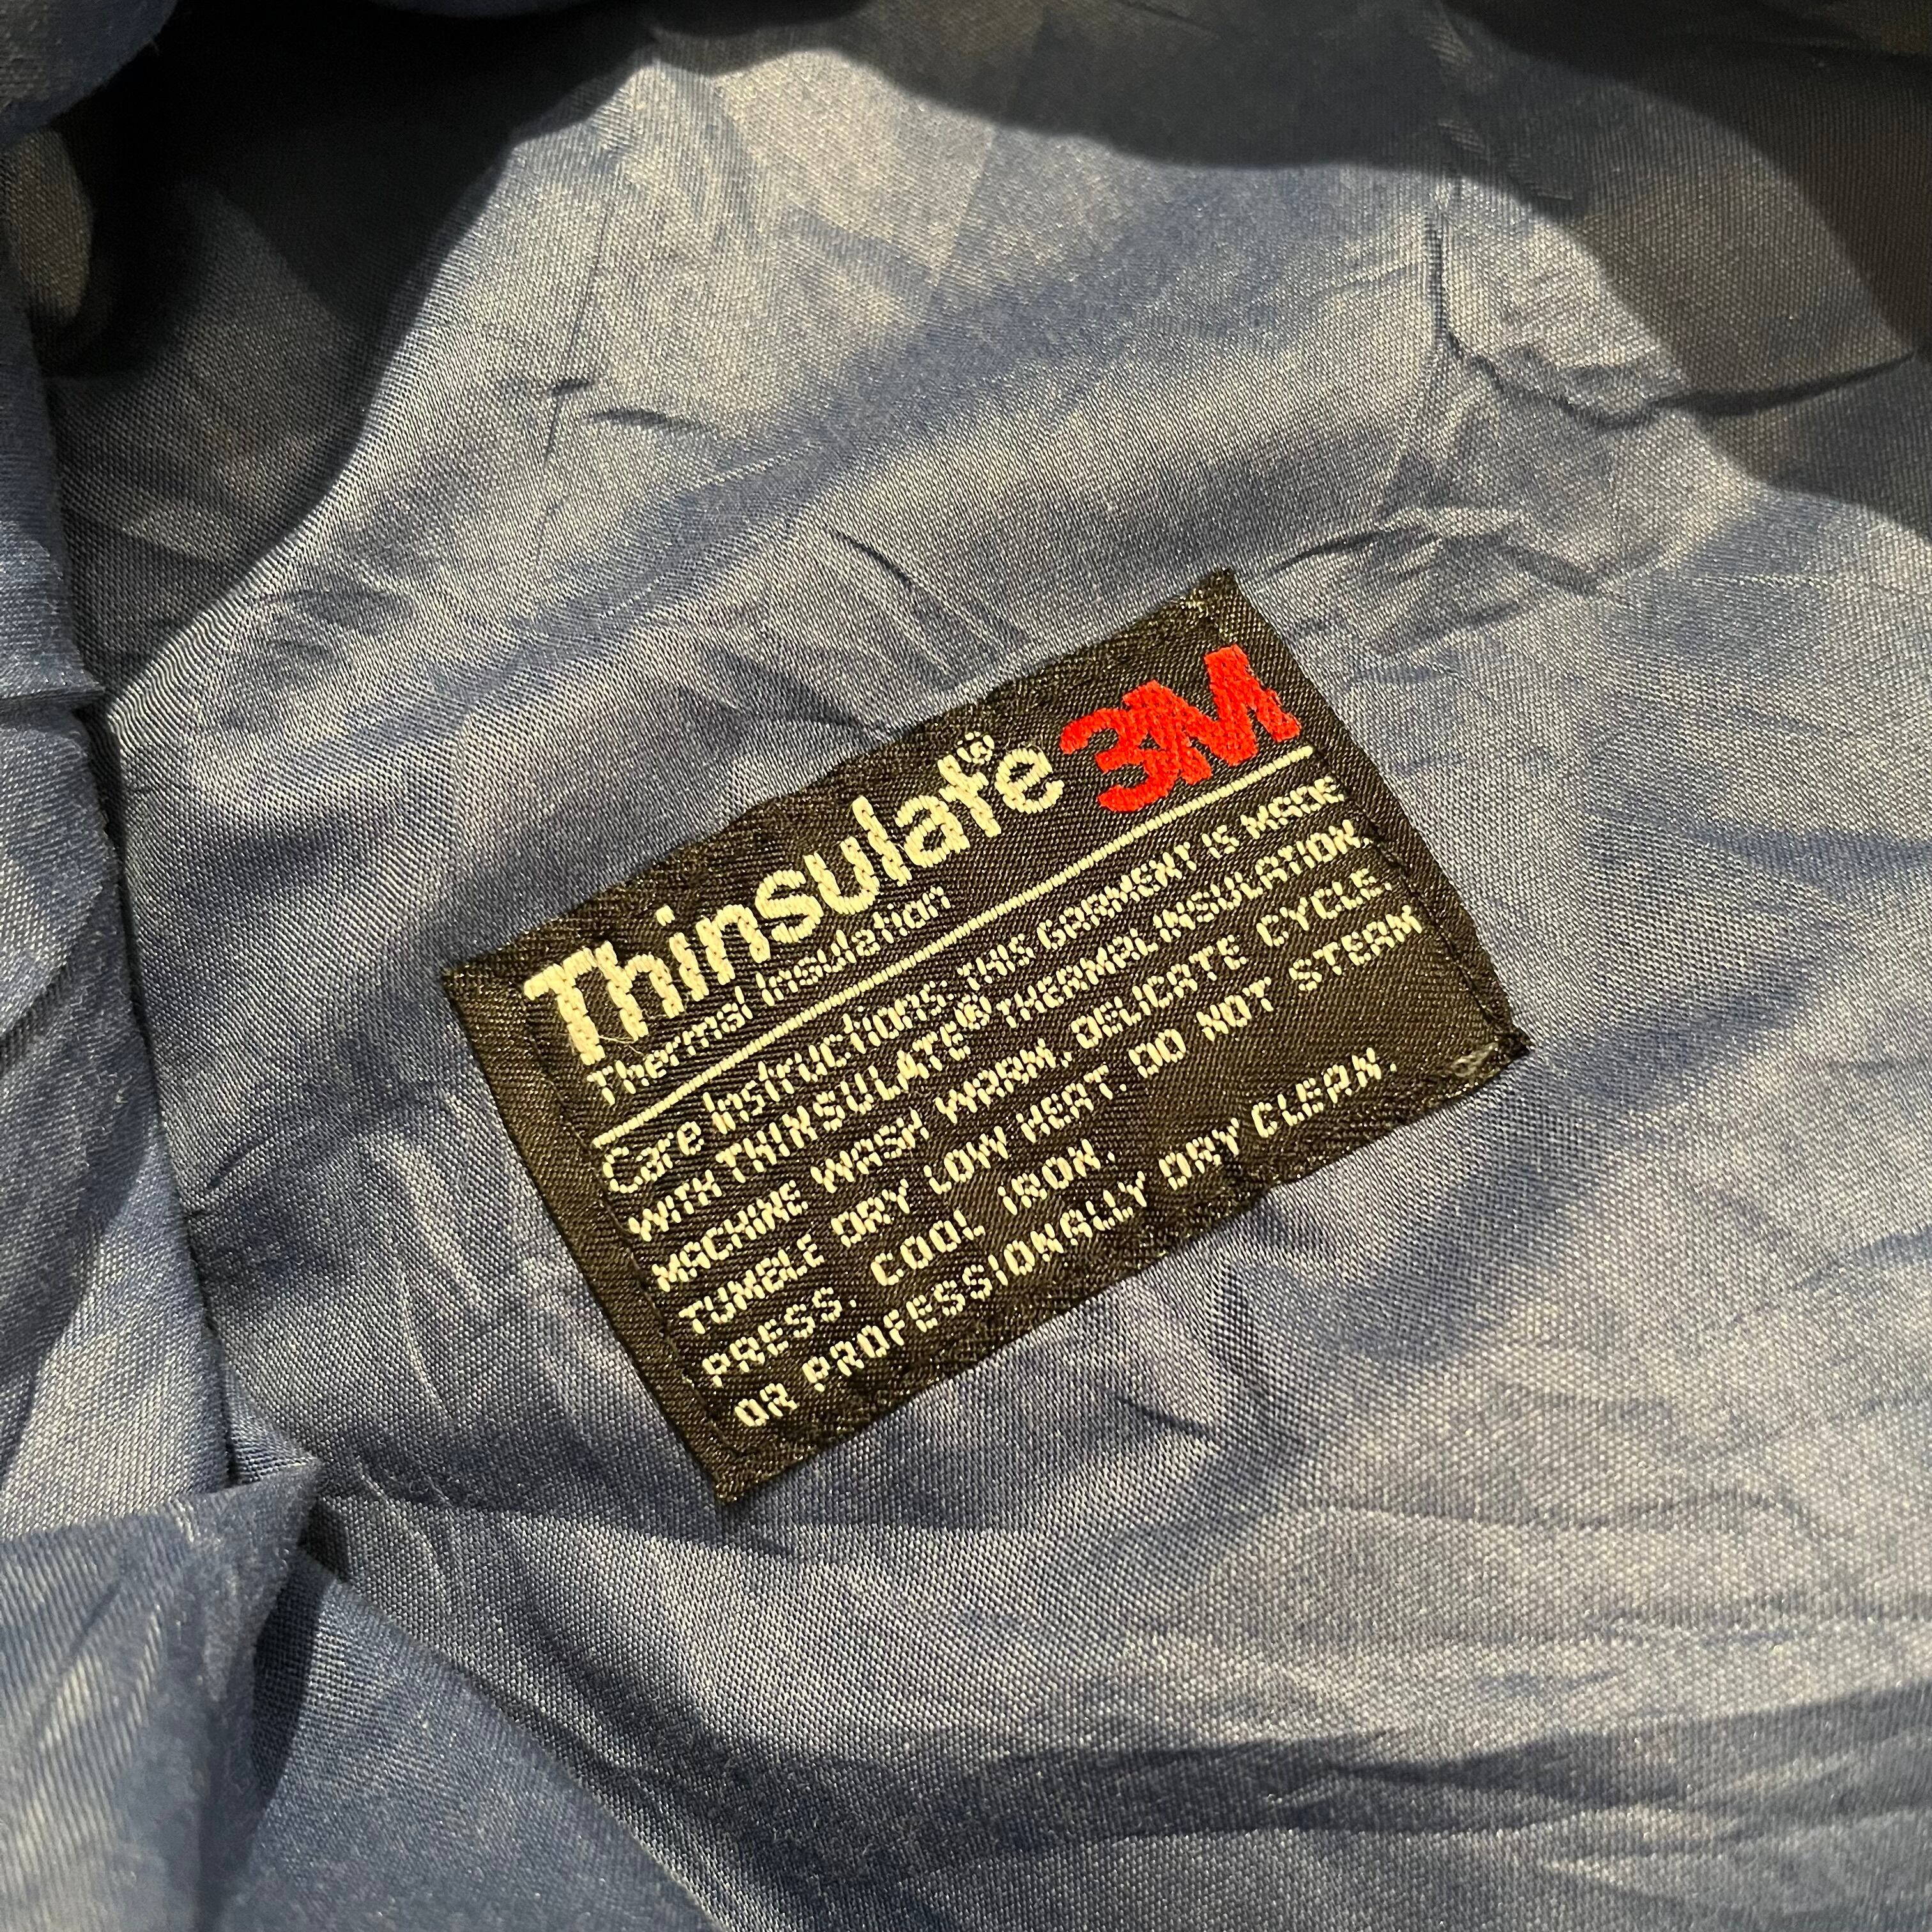 Thinsulate® 3M
Thermal Insulation
Care Instructions. THIS GARMENT IS MADE
WITH THINSULATE® THERMAL INSULATION.
MACHINE WASH WARM. DELICATE CYCLE.
TUMBLE DRY LOW HEAT. DO NOT STEAM
PRESS. COOL IRON.
OR PROFESSIONALLY DRY CLEAN.